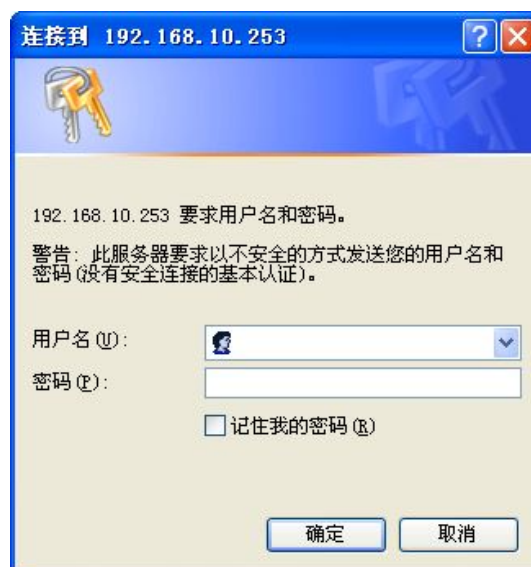 连接到 192.168.10.253
192.168.10.253 要求用户名和密码。
警告: 此服务器要求以不安全的方式发送您的用户名和
密码(没有安全连接的基本认证)。
用户名(U):
密码(P):
记住我的密码(R)
确定 取消